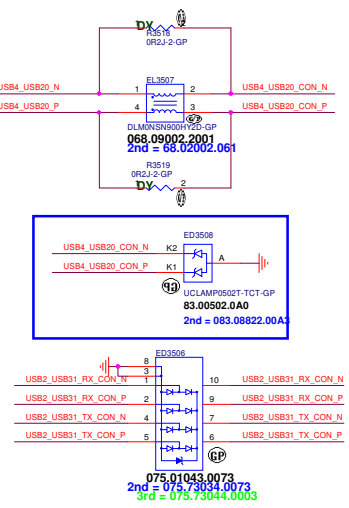 DY
R3518
0R2J-2-GP
USB4_USB20_N
USB4_USB20_P
EL3507
1 2
4 3
USB4_USB20_CON_N
USB4_USB20_CON_P
DLM0NSN900HY2D-GP
068.09002.2001
2nd = 68.02002.061
R3519
0R2J-2-GP
DY 2
ED3508
USB4_USB20_CON_N K2
USB4_USB20_CON_P K1
A
GP
UCLAMP0502T-TCT-GP
83.00502.0A0
2nd = 083.08822.00A3
ED3506
8
3
USB2_USB31_RX_CON_N 1 10 USB2_USB31_RX_CON_N
USB2_USB31_RX_CON_P 2 9 USB2_USB31_RX_CON_P
USB2_USB31_TX_CON_N 4 7 USB2_USB31_TX_CON_N
USB2_USB31_TX_CON_P 5 6 USB2_USB31_TX_CON_P
GP
075.01043.0073
2nd = 075.73034.0073
3rd = 075.73044.0003